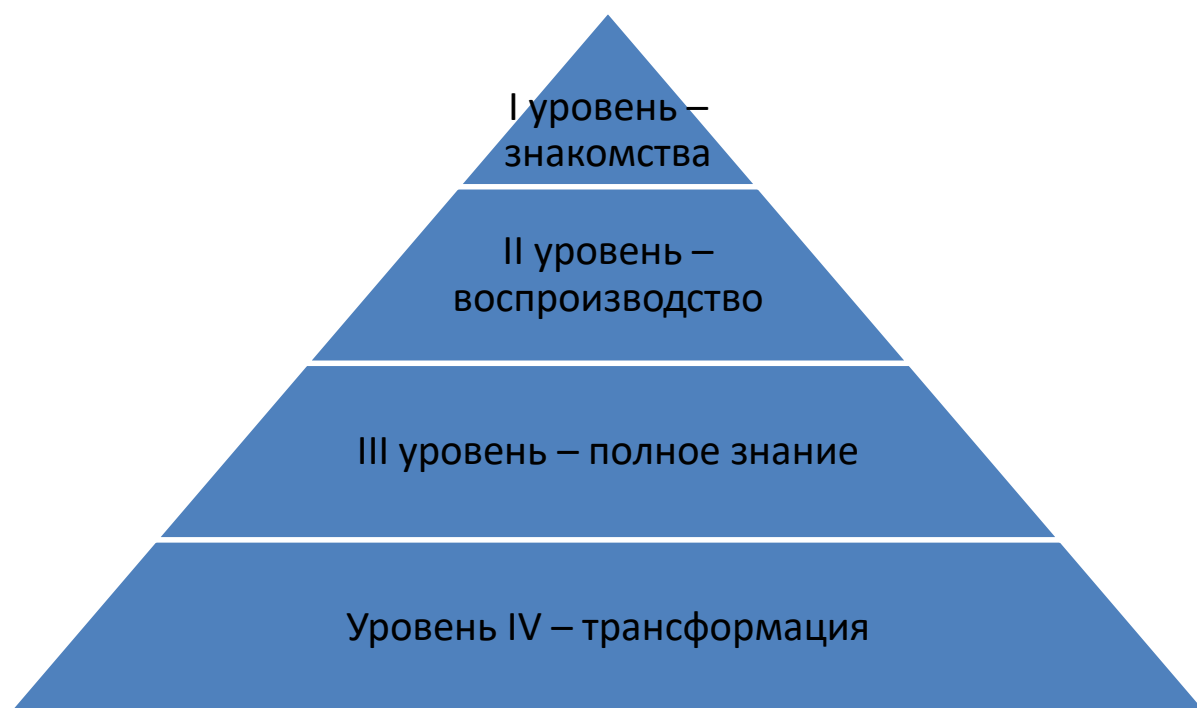 I уровень –
знакомства
II уровень –
воспроизводство
III уровень – полное знание
Уровень IV – трансформация